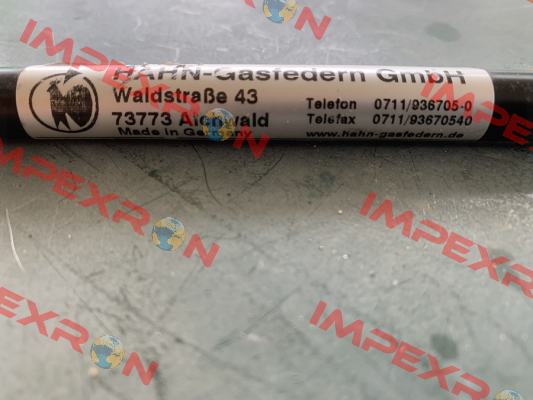 HAHN-Gasfedern GmbH
Waldstraße 43
73773 Aichwald
Made in Germany
Telefon 0711/936705-0
Telefax 0711/93670540
www.hahn-gasfedern.de
IMPEXRON
IMPEXRON
IMPEXRON
IMPEXRON
IMPEXRON
IMPEXRON